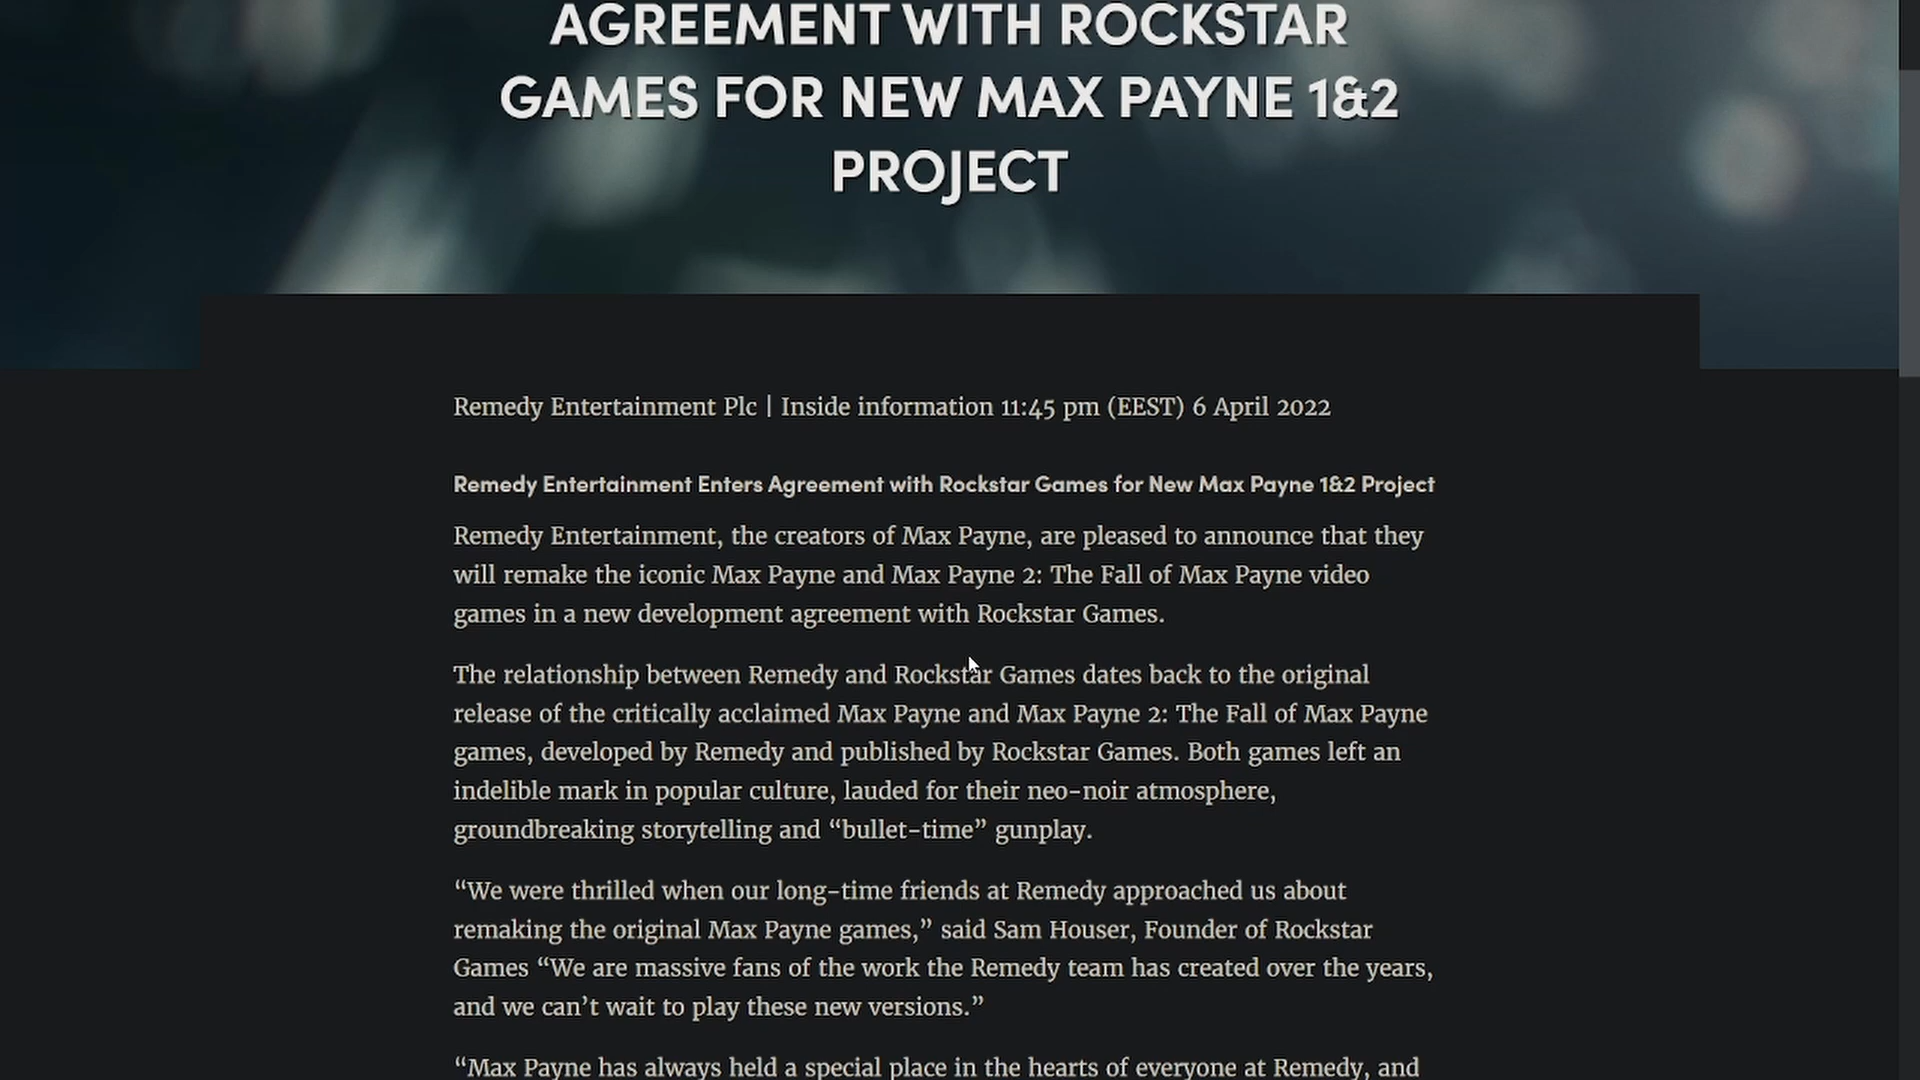 AGREEMENT WITH ROCKSTAR
GAMES FOR NEW MAX PAYNE 1&2
PROJECT
Remedy Entertainment Plc | Inside information 11:45 pm (EEST) 6 April 2022
Remedy Entertainment Enters Agreement with Rockstar Games for New Max Payne 1&2 Project
Remedy Entertainment, the creators of Max Payne, are pleased to announce that they
will remake the iconic Max Payne and Max Payne 2: The Fall of Max Payne video
games in a new development agreement with Rockstar Games.
The relationship between Remedy and Rockstar Games dates back to the original
release of the critically acclaimed Max Payne and Max Payne 2: The Fall of Max Payne
games, developed by Remedy and published by Rockstar Games. Both games left an
indelible mark in popular culture, lauded for their neo-noir atmosphere,
groundbreaking storytelling and “bullet-time” gunplay.
“We were thrilled when our long-time friends at Remedy approached us about
remaking the original Max Payne games,” said Sam Houser, Founder of Rockstar
Games “We are massive fans of the work the Remedy team has created over the years,
and we can’t wait to play these new versions.”
“Max Payne has always held a special place in the hearts of everyone at Remedy, and